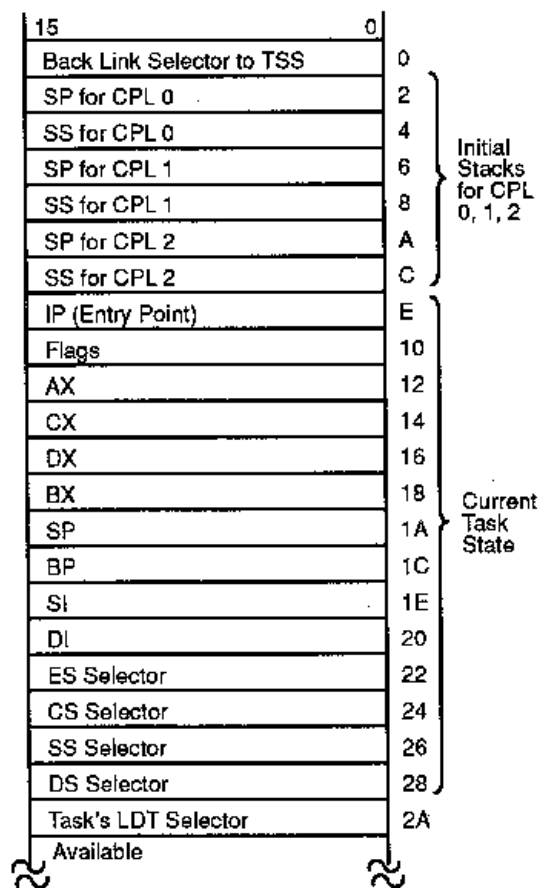 15 0
Back Link Selector to TSS 0
SP for CPL 0 2
SS for CPL 0 4
SP for CPL 1 6
SS for CPL 1 8
SP for CPL 2 A
SS for CPL 2 C
Initial
Stacks
for CPL
0, 1, 2
IP (Entry Point) E
Flags 10
AX 12
CX 14
DX 16
BX 18
SP 1A
BP 1C
SI 1E
DI 20
ES Selector 22
CS Selector 24
SS Selector 26
DS Selector 28
Current
Task
State
Task's LDT Selector 2A
Available